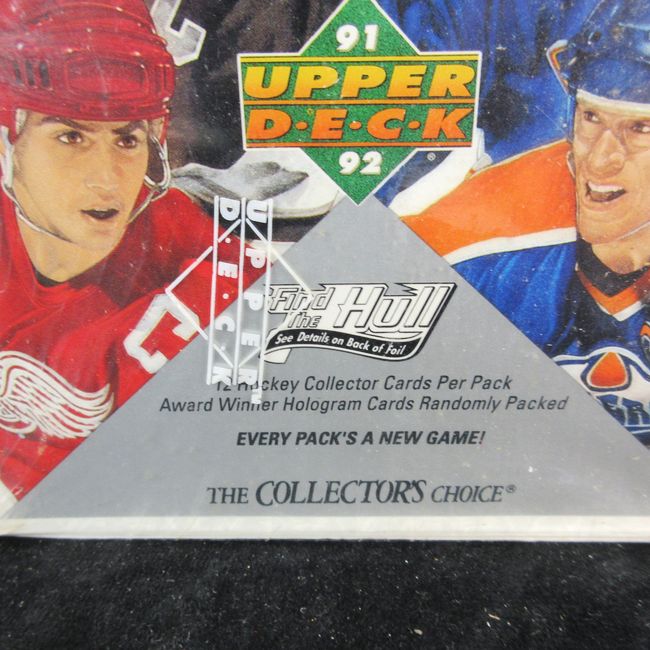 91
UPPER
D·E·C·K
92
®
UPPER
D·E·C·K
C
Find
The
Hull
See Details on Back of Foil
12 Hockey Collector Cards Per Pack
Award Winner Hologram Cards Randomly Packed
EVERY PACK'S A NEW GAME!
THE COLLECTOR'S CHOICE®